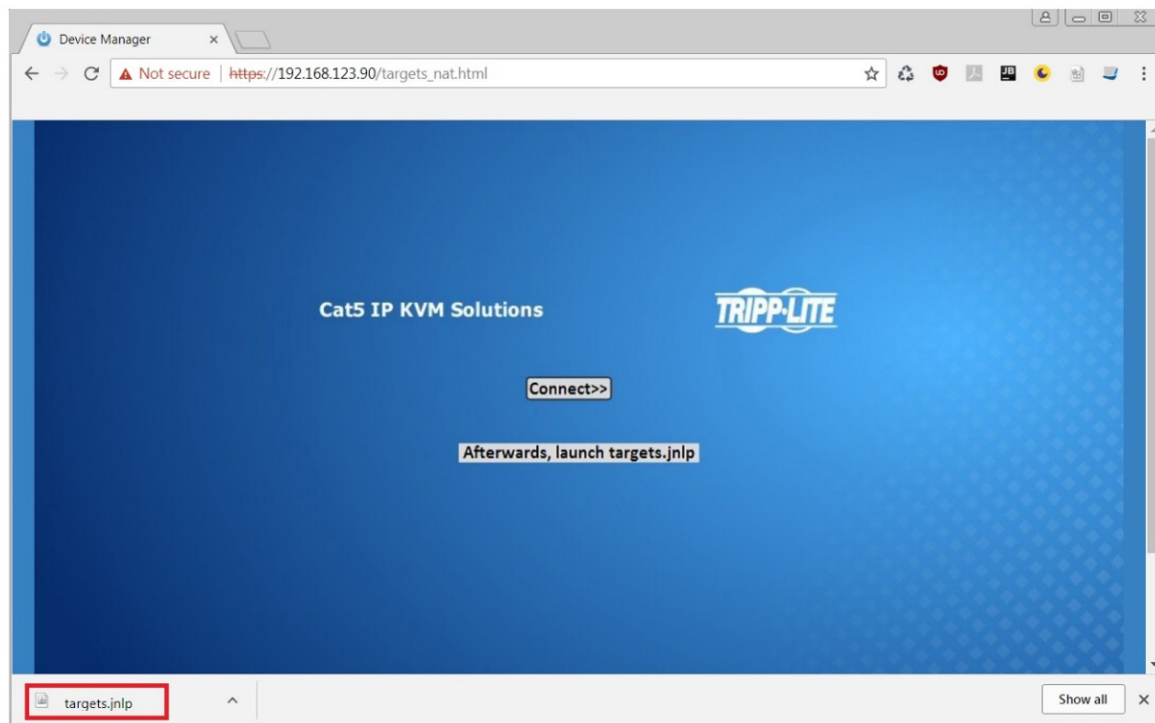 Device Manager
Not secure | https://192.168.123.90/targets_nat.html
Cat5 IP KVM Solutions
TRIPP·LITE
Connect>>
Afterwards, launch targets.jnlp
targets.jnlp
Show all